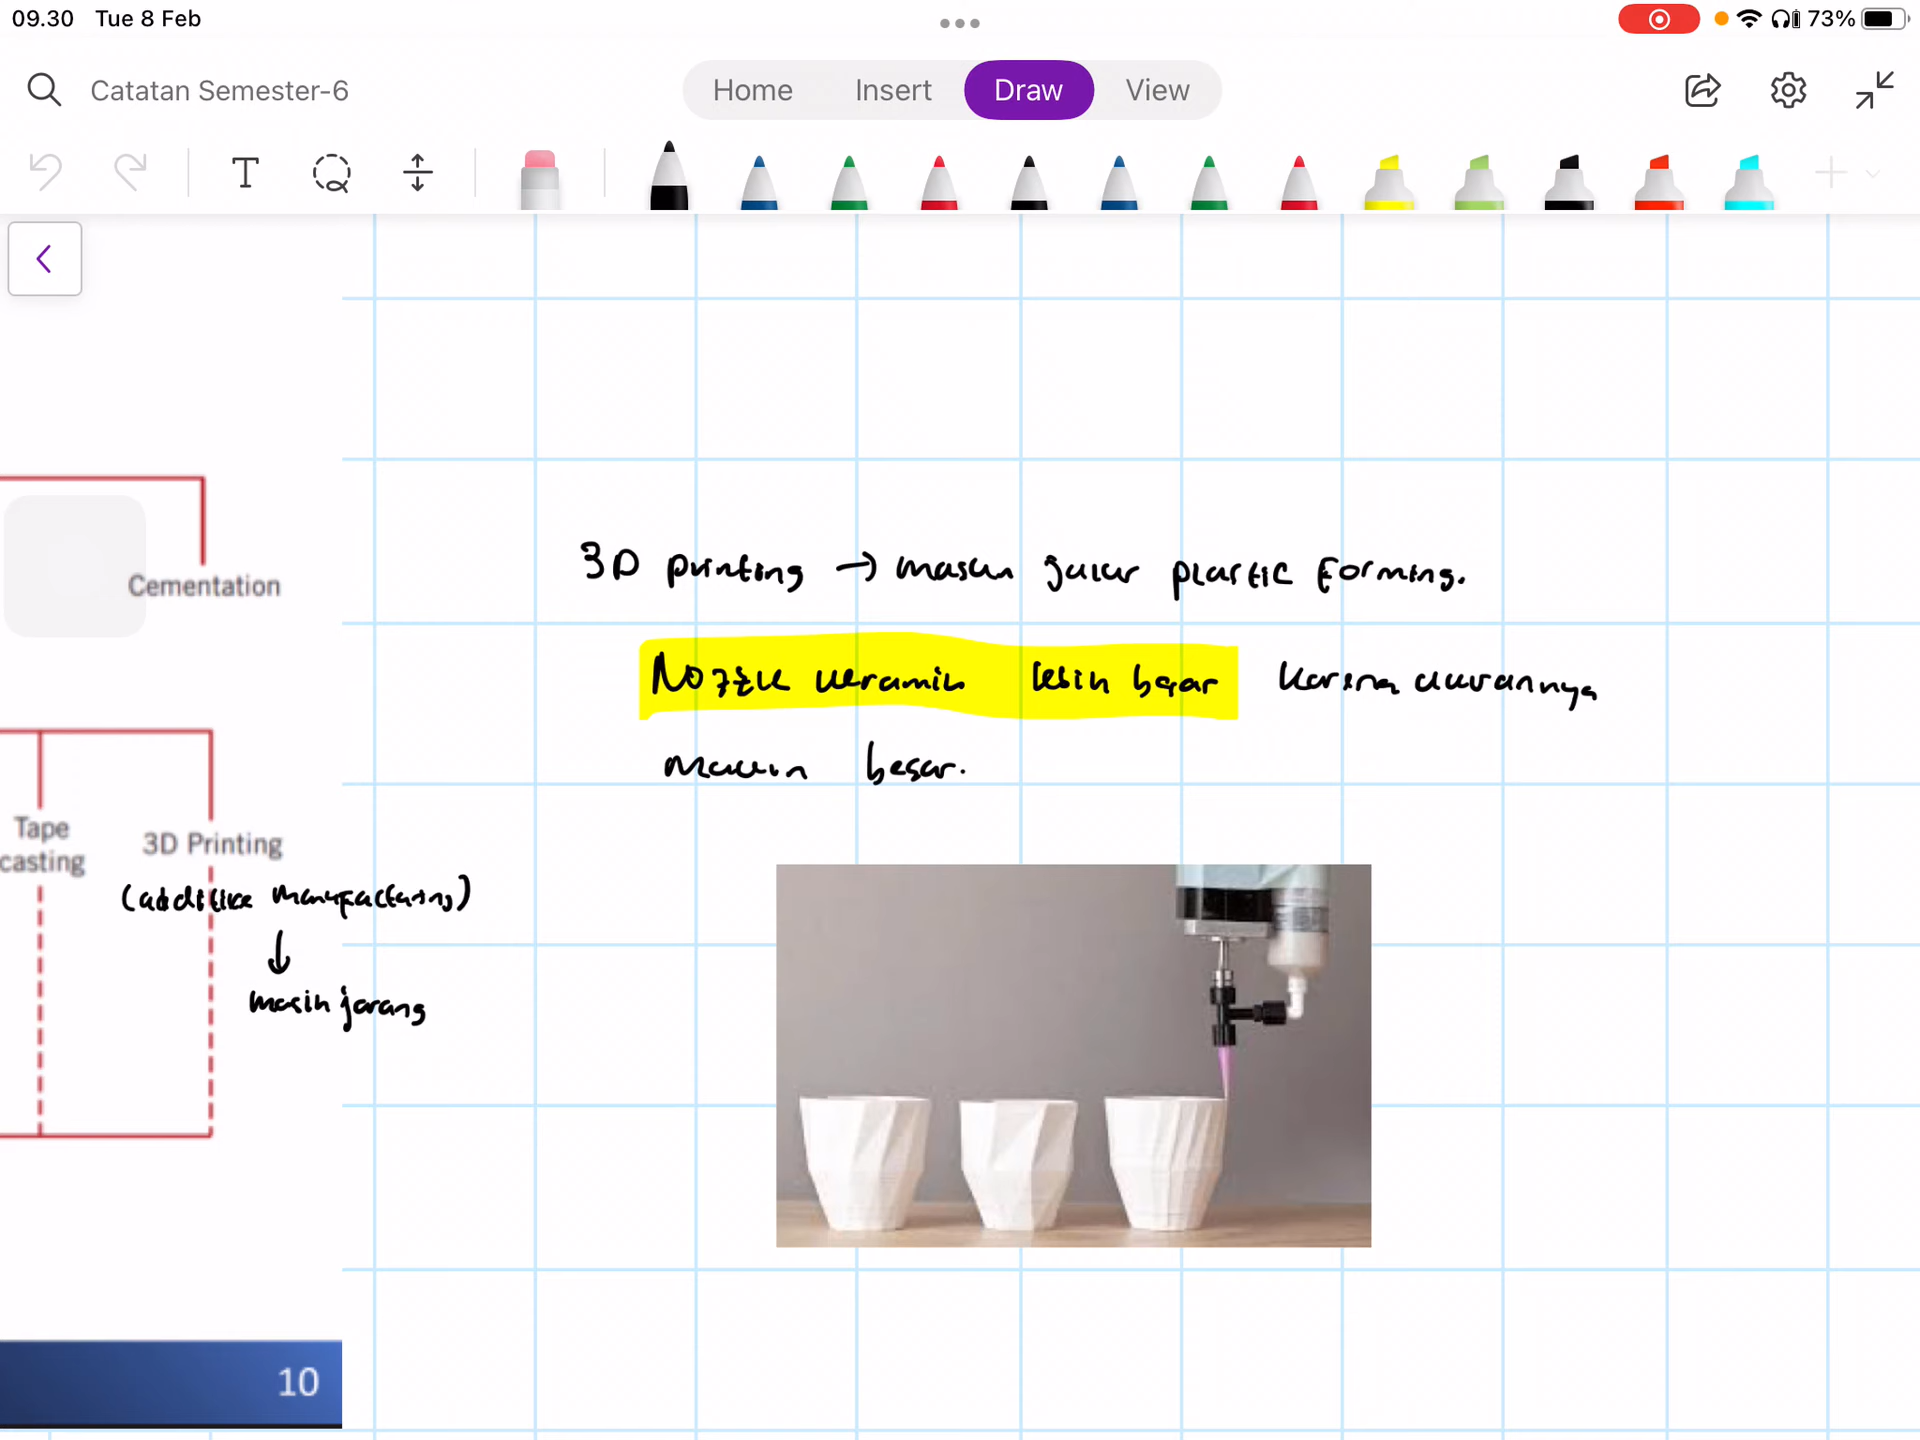 09.30 Tue 8 Feb
73%
Catatan Semester-6
Home Insert Draw View
T
Cementation
3D printing → masuk jalur plastic forming.
Nozzle keramik lebih besar karena ukurannya
makin besar.
Tape
casting
3D Printing
(additive manufacturing)
↓
masih jarang
10